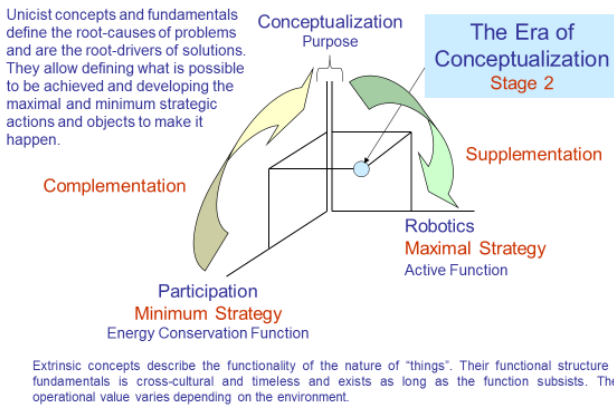 Unicist concepts and fundamentals
define the root-causes of problems
and are the root-drivers of solutions.
They allow defining what is possible
to be achieved and developing the
maximal and minimum strategic
actions and objects to make it
happen.
Conceptualization
Purpose
The Era of
Conceptualization
Stage 2
Complementation
Supplementation
Robotics
Maximal Strategy
Active Function
Participation
Minimum Strategy
Energy Conservation Function
Extrinsic concepts describe the functionality of the nature of “things”. Their functional structure
fundamentals is cross-cultural and timeless and exists as long as the function subsists. The
operational value varies depending on the environment.